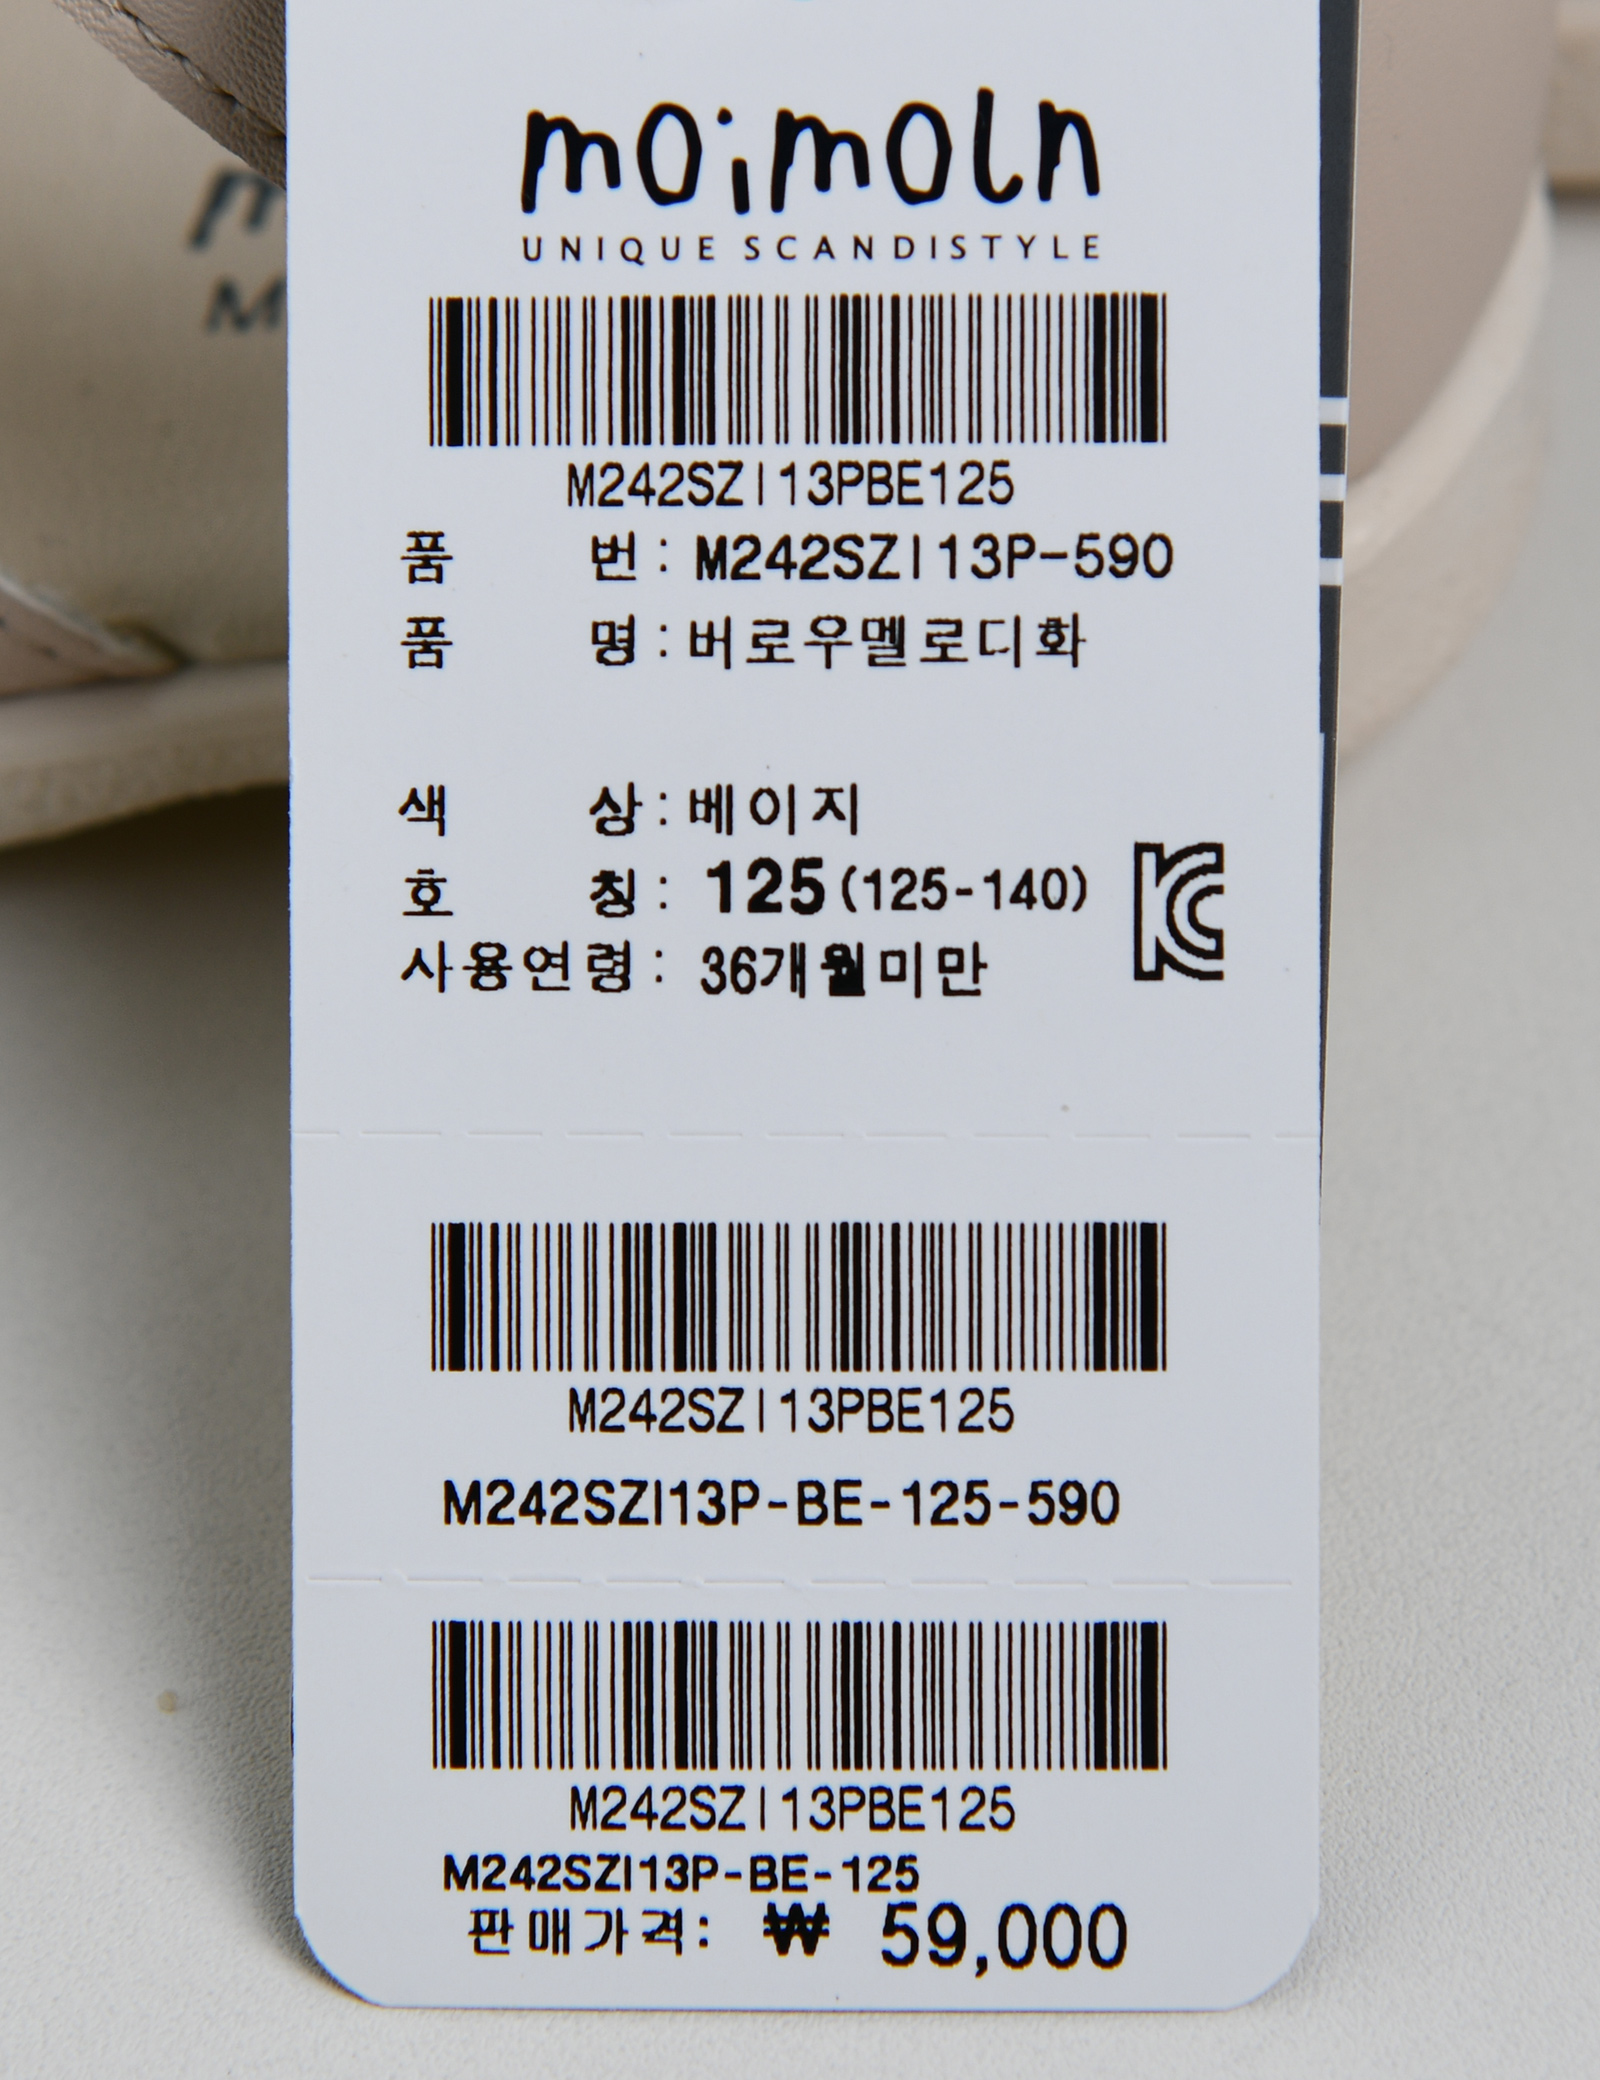 moimoln
UNIQUE SCANDISTYLE
M242SZI13PBE125
품 번 : M242SZI13P-590
품 명 : 버로우멜로디화
색 상 : 베이지
호 칭 : 125 (125-140)
사용연령 : 36개월미만
M242SZI13PBE125
M242SZI13P-BE-125-590
M242SZI13PBE125
M242SZI13P-BE-125
판매가격: ₩ 59,000